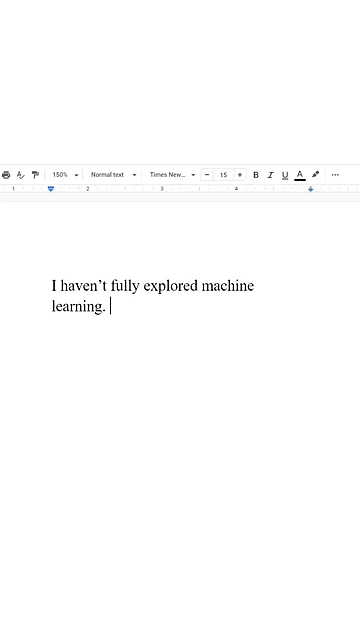 150% Normal text Times New... − 15 + B I U A ...
1 2 3 4
I haven’t fully explored machine
learning.